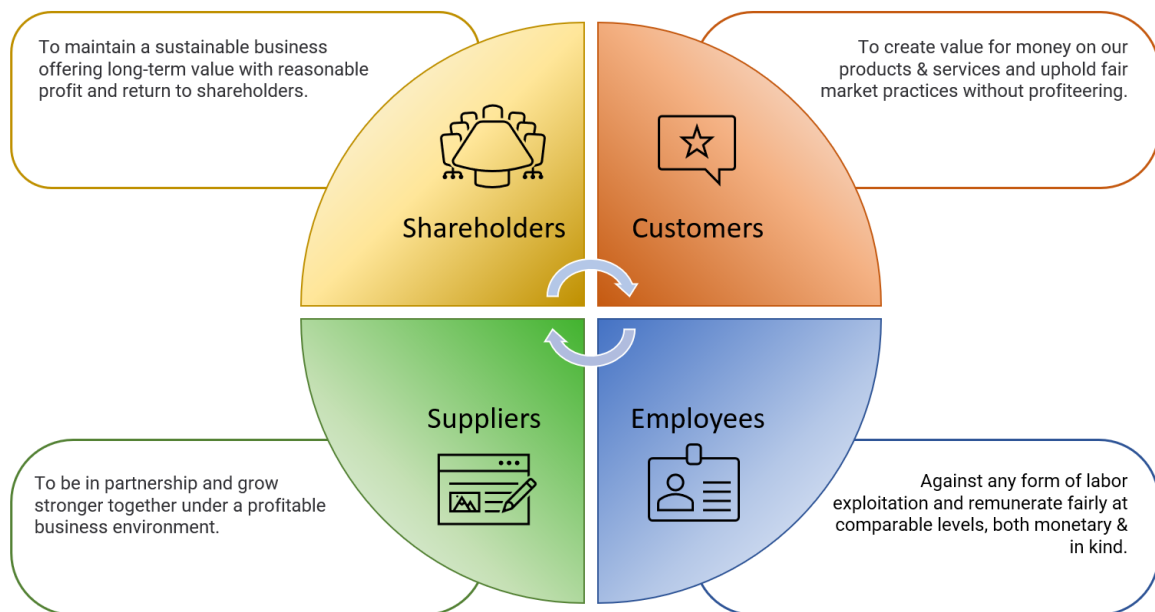 To maintain a sustainable business
offering long-term value with reasonable
profit and return to shareholders.
To create value for money on our
products & services and uphold fair
market practices without profiteering.
Shareholders
Customers
Suppliers
Employees
To be in partnership and grow
stronger together under a profitable
business environment.
Against any form of labor
exploitation and remunerate fairly at
comparable levels, both monetary &
in kind.